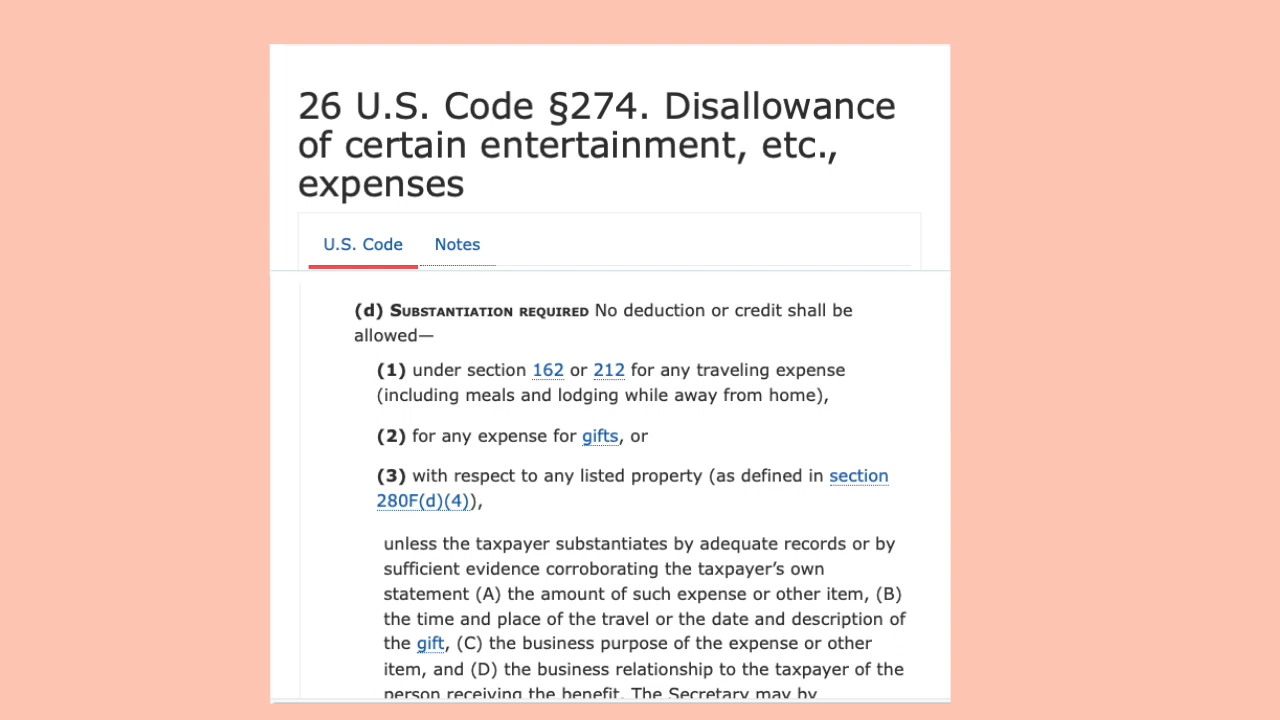 26 U.S. Code §274. Disallowance
of certain entertainment, etc.,
expenses
U.S. Code Notes
(d) SUBSTANTIATION REQUIRED No deduction or credit shall be
allowed—
(1) under section 162 or 212 for any traveling expense
(including meals and lodging while away from home),
(2) for any expense for gifts, or
(3) with respect to any listed property (as defined in section
280F(d)(4)),
unless the taxpayer substantiates by adequate records or by
sufficient evidence corroborating the taxpayer’s own
statement (A) the amount of such expense or other item, (B)
the time and place of the travel or the date and description of
the gift, (C) the business purpose of the expense or other
item, and (D) the business relationship to the taxpayer of the
person receiving the benefit. The Secretary may by